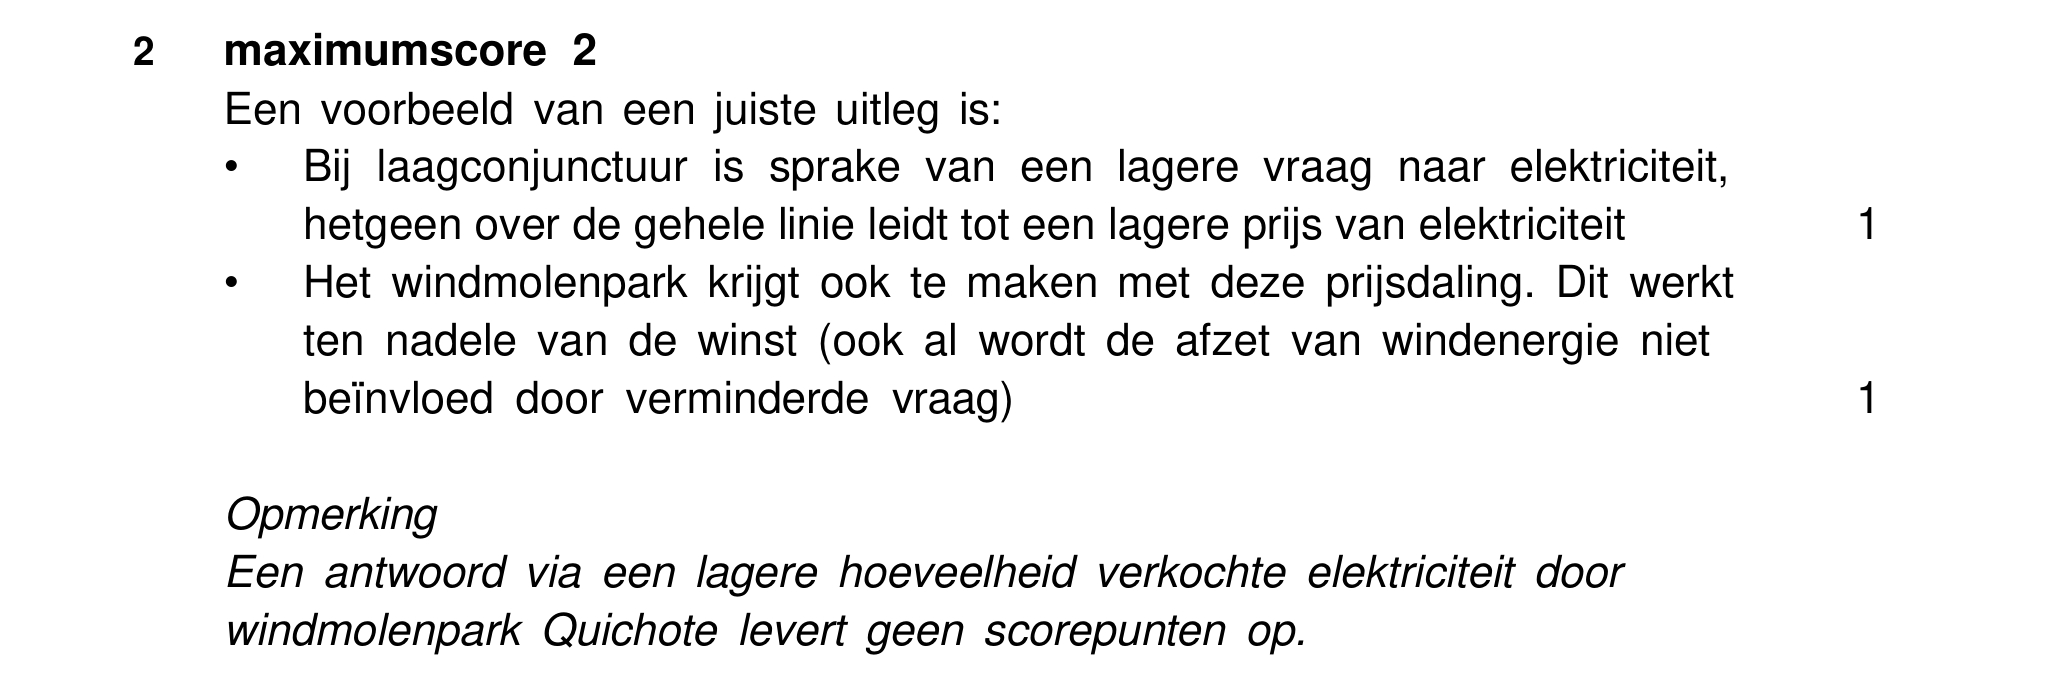 2 maximumscore 2
Een voorbeeld van een juiste uitleg is:
• Bij laagconjunctuur is sprake van een lagere vraag naar elektriciteit,
hetgeen over de gehele linie leidt tot een lagere prijs van elektriciteit 1
• Het windmolenpark krijgt ook te maken met deze prijsdaling. Dit werkt
ten nadele van de winst (ook al wordt de afzet van windenergie niet
beïnvloed door verminderde vraag) 1
Opmerking
Een antwoord via een lagere hoeveelheid verkochte elektriciteit door
windmolenpark Quichote levert geen scorepunten op.